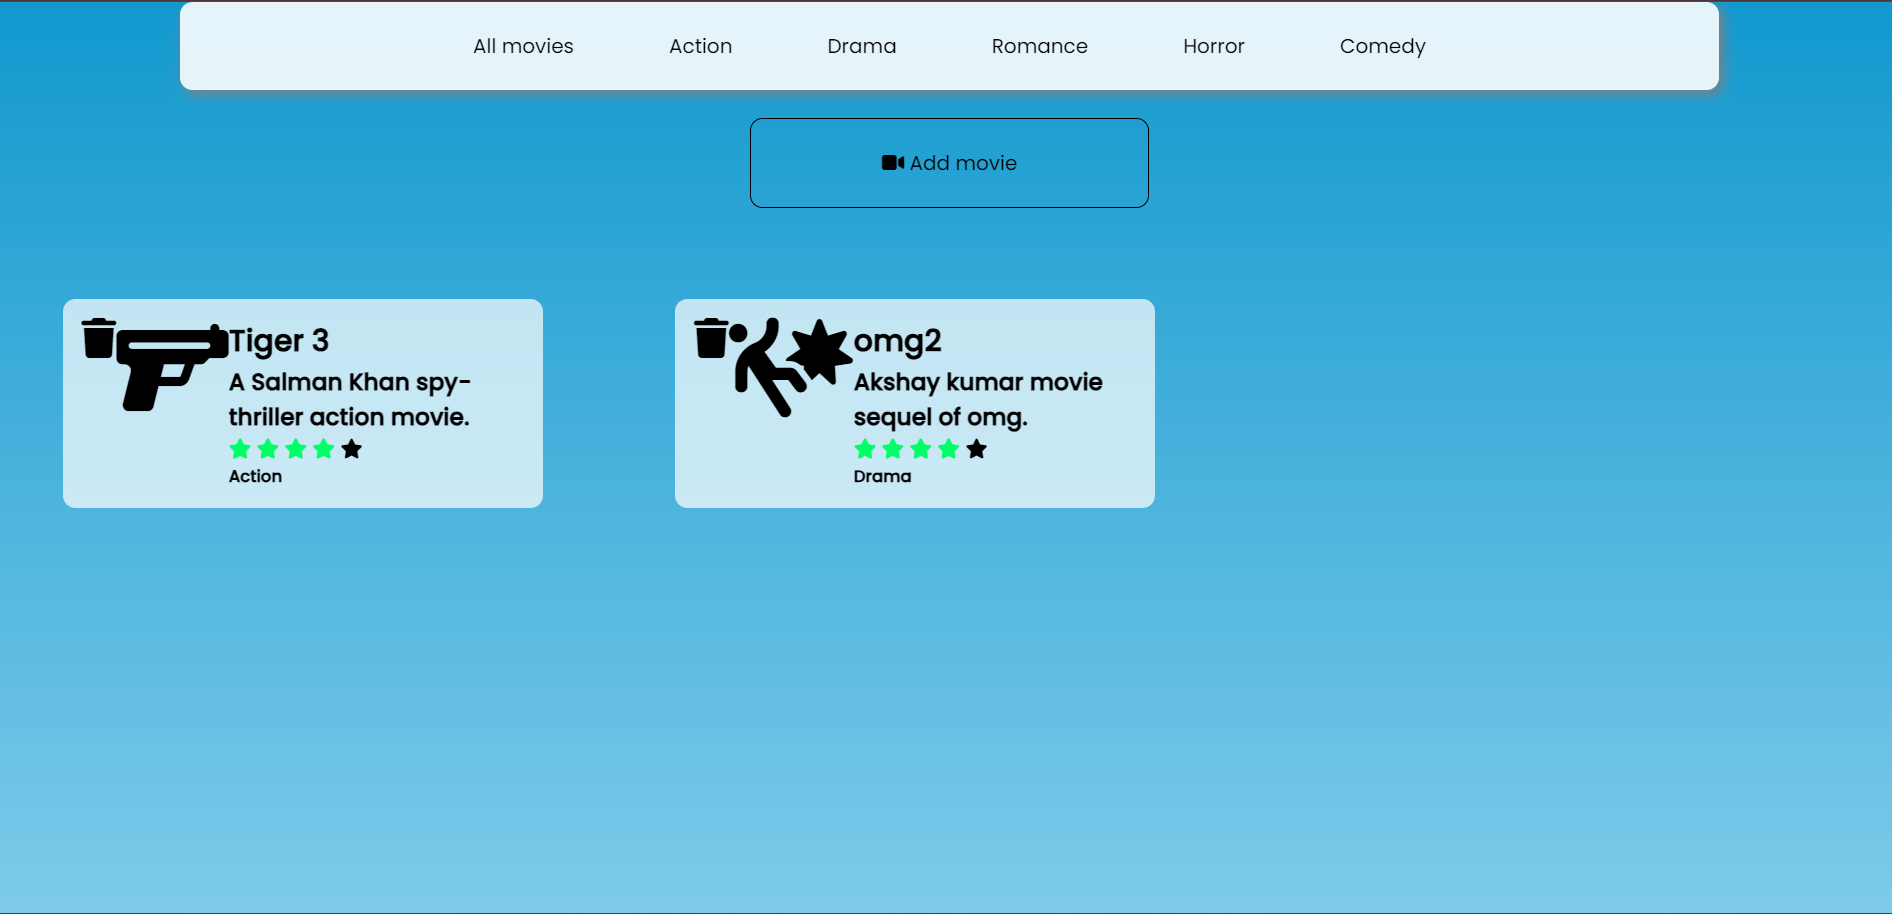 All movies Action Drama Romance Horror Comedy
Add movie
Tiger 3
A Salman Khan spy-
thriller action movie.
Action
omg2
Akshay kumar movie
sequel of omg.
Drama